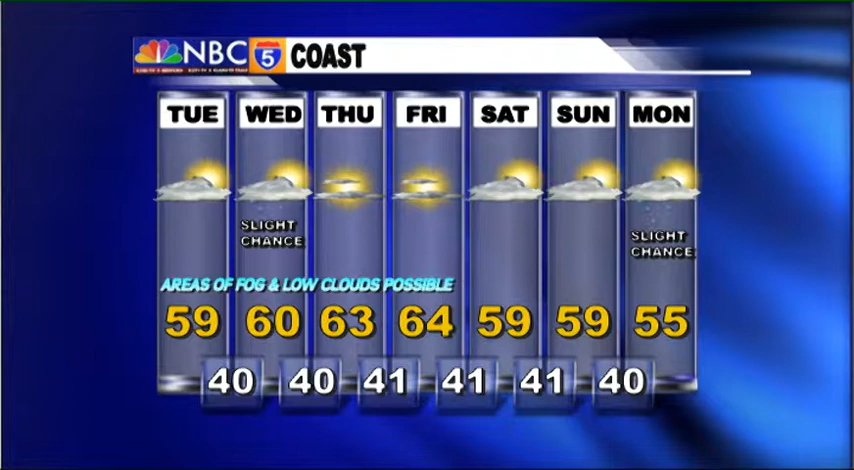 NBC 5 COAST
TUE WED THU FRI SAT SUN MON
SLIGHT
CHANCE
SLIGHT
CHANCE
AREAS OF FOG & LOW CLOUDS POSSIBLE
59 60 63 64 59 59 55
40 40 41 41 41 40